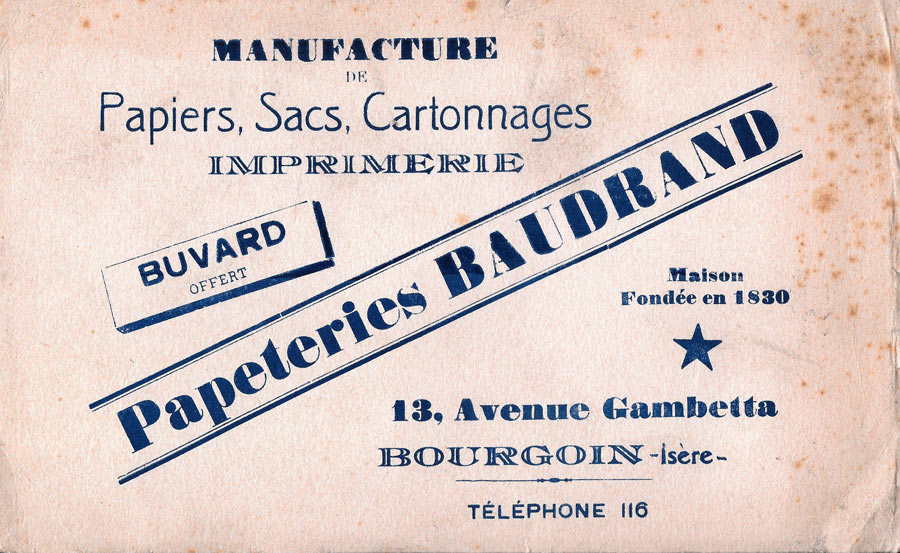 MANUFACTURE
DE
Papiers, Sacs, Cartonnages
IMPRIMERIE
BUVARD
OFFERT
Papeteries BAUDRAND
Maison
Fondée en 1830
13, Avenue Gambetta
BOURGOIN -Isère-
TÉLÉPHONE 116